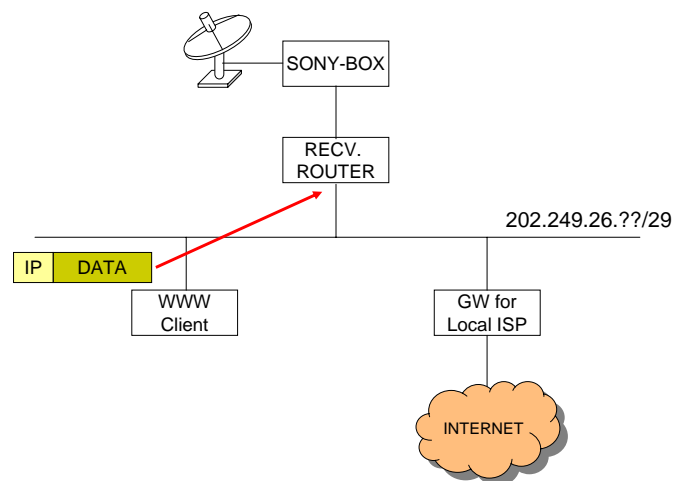 SONY-BOX
RECV.
ROUTER
202.249.26.??/29
IP DATA
WWW
Client
GW for
Local ISP
INTERNET